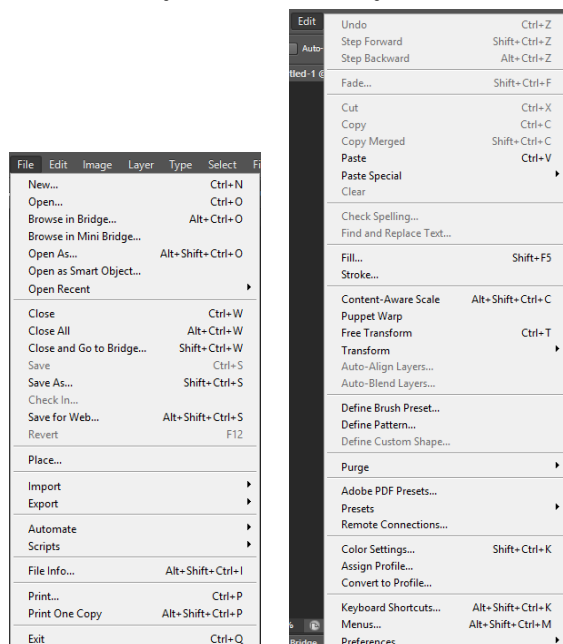 File Edit Image Layer Type Select Fi
New... Ctrl+N
Open... Ctrl+O
Browse in Bridge... Alt+Ctrl+O
Browse in Mini Bridge...
Open As... Alt+Shift+Ctrl+O
Open as Smart Object...
Open Recent
Close Ctrl+W
Close All Alt+Ctrl+W
Close and Go to Bridge... Shift+Ctrl+W
Save Ctrl+S
Save As... Shift+Ctrl+S
Check In...
Save for Web... Alt+Shift+Ctrl+S
Revert F12
Place...
Import
Export
Automate
Scripts
File Info... Alt+Shift+Ctrl+I
Print... Ctrl+P
Print One Copy Alt+Shift+Ctrl+P
Exit Ctrl+Q
Edit
Auto-
tled-1 @
Undo Ctrl+Z
Step Forward Shift+Ctrl+Z
Step Backward Alt+Ctrl+Z
Fade... Shift+Ctrl+F
Cut Ctrl+X
Copy Ctrl+C
Copy Merged Shift+Ctrl+C
Paste Ctrl+V
Paste Special
Clear
Check Spelling...
Find and Replace Text...
Fill... Shift+F5
Stroke...
Content-Aware Scale Alt+Shift+Ctrl+C
Puppet Warp
Free Transform Ctrl+T
Transform
Auto-Align Layers...
Auto-Blend Layers...
Define Brush Preset...
Define Pattern...
Define Custom Shape...
Purge
Adobe PDF Presets...
Presets
Remote Connections...
Color Settings... Shift+Ctrl+K
Assign Profile...
Convert to Profile...
Keyboard Shortcuts... Alt+Shift+Ctrl+K
Menus... Alt+Shift+Ctrl+M
Preferences
%
Bridge